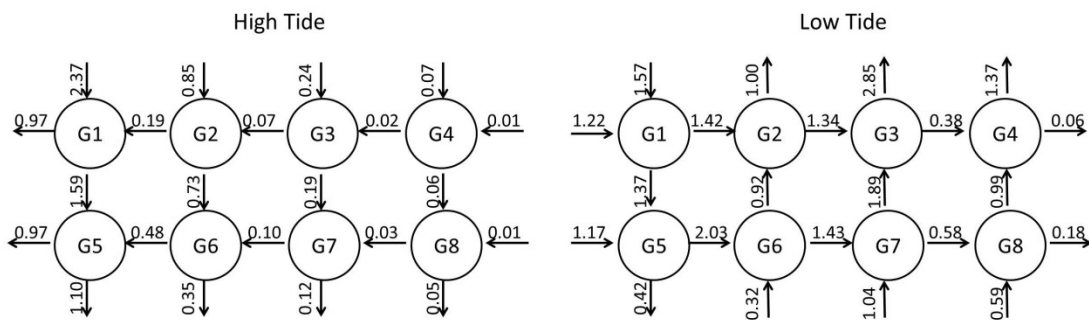 High Tide
2.37 0.85 0.24 0.07
0.97 G1 0.19 G2 0.07 G3 0.02 G4 0.01
1.59 0.73 0.19 0.06
0.97 G5 0.48 G6 0.10 G7 0.03 G8 0.01
1.10 0.35 0.12 0.05
Low Tide
1.57 1.00 2.85 1.37
1.22 G1 1.42 G2 1.34 G3 0.38 G4 0.06
1.37 0.92 1.89 0.99
1.17 G5 2.03 G6 1.43 G7 0.58 G8 0.18
0.42 0.32 1.04 0.59